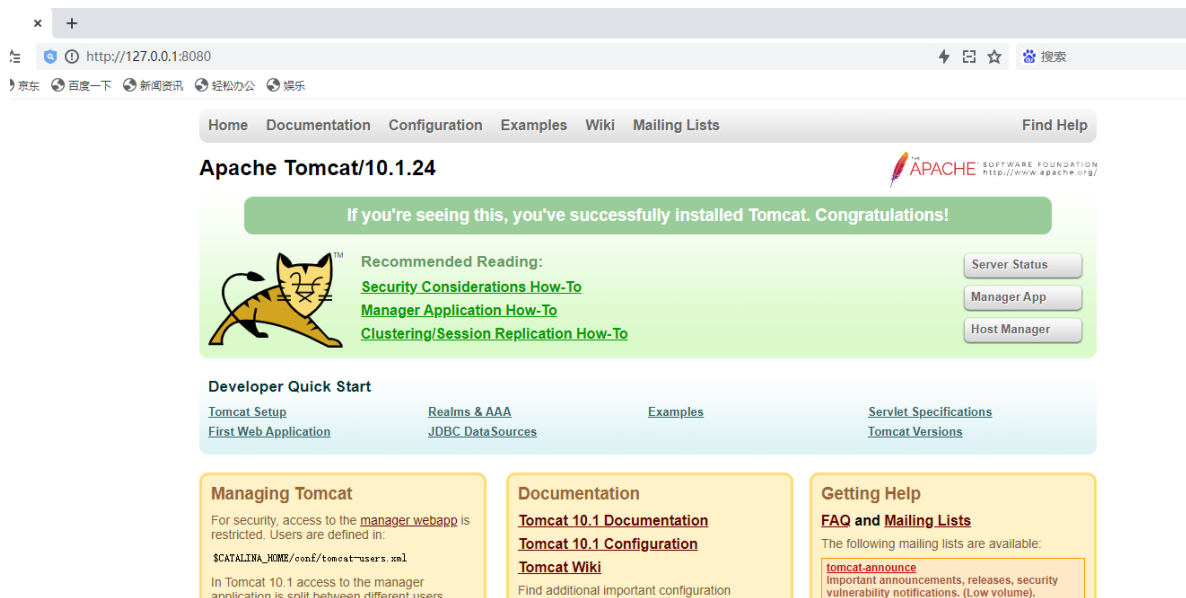 http://127.0.0.1:8080
搜索
京东 百度一下 新闻资讯 轻松办公 娱乐
Home Documentation Configuration Examples Wiki Mailing Lists Find Help
Apache Tomcat/10.1.24
THE
APACHE SOFTWARE FOUNDATION
http://www.apache.org/
If you're seeing this, you've successfully installed Tomcat. Congratulations!
TM
Recommended Reading:
Security Considerations How-To
Manager Application How-To
Clustering/Session Replication How-To
Server Status
Manager App
Host Manager
Developer Quick Start
Tomcat Setup
First Web Application
Realms & AAA
JDBC DataSources
Examples
Servlet Specifications
Tomcat Versions
Managing Tomcat
For security, access to the manager webapp is
restricted. Users are defined in:
$CATALINA_HOME/conf/tomcat-users.xml
In Tomcat 10.1 access to the manager
application is split between different users.
Documentation
Tomcat 10.1 Documentation
Tomcat 10.1 Configuration
Tomcat Wiki
Find additional important configuration
Getting Help
FAQ and Mailing Lists
The following mailing lists are available:
tomcat-announce
Important announcements, releases, security
vulnerability notifications. (Low volume).